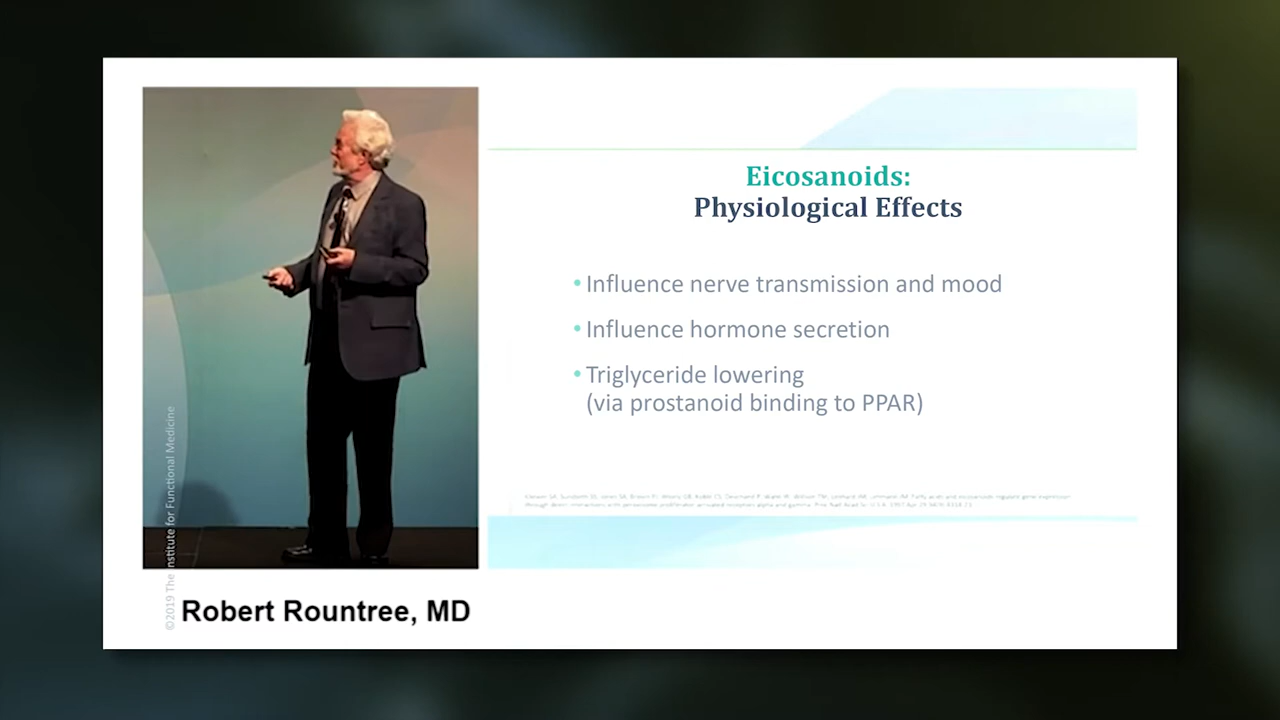 Eicosanoids:
Physiological Effects
• Influence nerve transmission and mood
• Influence hormone secretion
• Triglyceride lowering
(via prostanoid binding to PPAR)
©2019 The Institute for Functional Medicine
Robert Rountree, MD